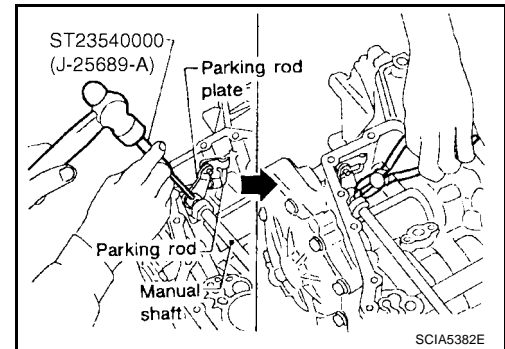 ST23540000
(J-25689-A)
Parking rod
plate
Parking rod
Manual
shaft
SCIA5382E